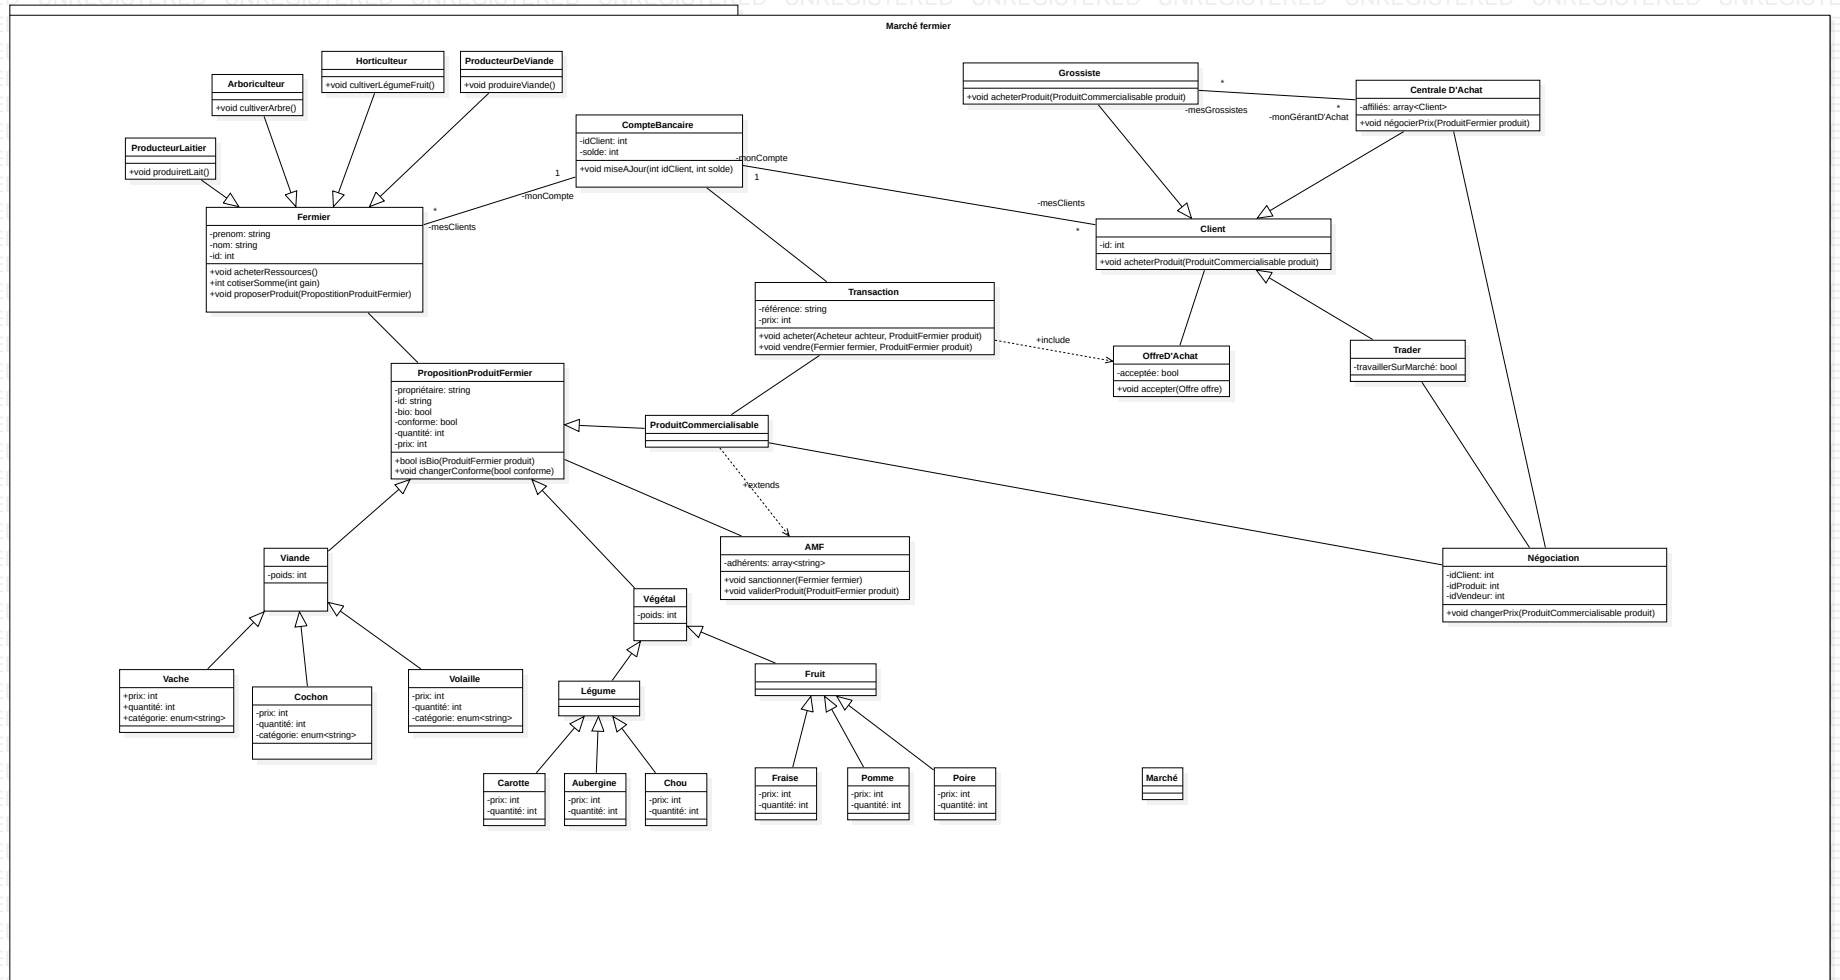 UNREGISTERED UNREGISTERED UNREGISTERED UNREGISTERED UNREGISTERED UNREGISTERED UNREGISTERED
Marché fermier
Horticulteur
+void cultiverLégumeFruit()
ProducteurDeViande
+void produireViande()
Arboriculteur
+void cultiverArbre()
ProducteurLaitier
+void produiretLait()
Grossiste
+void acheterProduit(ProduitCommercialisable produit)
*
-mesGrossistes
*
-monGérantD'Achat
Centrale D'Achat
-affiliés: array<Client>
+void négocierPrix(ProduitFermier produit)
CompteBancaire
-idClient: int
-solde: int
+void miseAJour(int idClient, int solde)
-monCompte
1
1
-monCompte
*
-mesClients
-mesClients
*
Fermier
-prenom: string
-nom: string
-id: int
+void acheterRessources()
+int cotiserSomme(int gain)
+void proposerProduit(PropostitionProduitFermier)
Client
-id: int
+void acheterProduit(ProduitCommercialisable produit)
Transaction
-référence: string
-prix: int
+void acheter(Acheteur achteur, ProduitFermier produit)
+void vendre(Fermier fermier, ProduitFermier produit)
+include
OffreD'Achat
-acceptée: bool
+void accepter(Offre offre)
Trader
-travaillerSurMarché: bool
PropositionProduitFermier
-propriétaire: string
-id: string
-bio: bool
-conforme: bool
-quantité: int
-prix: int
+bool isBio(ProduitFermier produit)
+void changerConforme(bool conforme)
ProduitCommercialisable
+extends
AMF
-adhérents: array<string>
+void sanctionner(Fermier fermier)
+void validerProduit(ProduitFermier produit)
Négociation
-idClient: int
-idProduit: int
-idVendeur: int
+void changerPrix(ProduitCommercialisable produit)
Viande
-poids: int
Végétal
-poids: int
Vache
+prix: int
+quantité: int
+catégorie: enum<string>
Cochon
-prix: int
-quantité: int
-catégorie: enum<string>
Volaille
-prix: int
-quantité: int
-catégorie: enum<string>
Légume
Fruit
Carotte
-prix: int
-quantité: int
Aubergine
-prix: int
-quantité: int
Chou
-prix: int
-quantité: int
Fraise
-prix: int
-quantité: int
Pomme
-prix: int
-quantité: int
Poire
-prix: int
-quantité: int
Marché